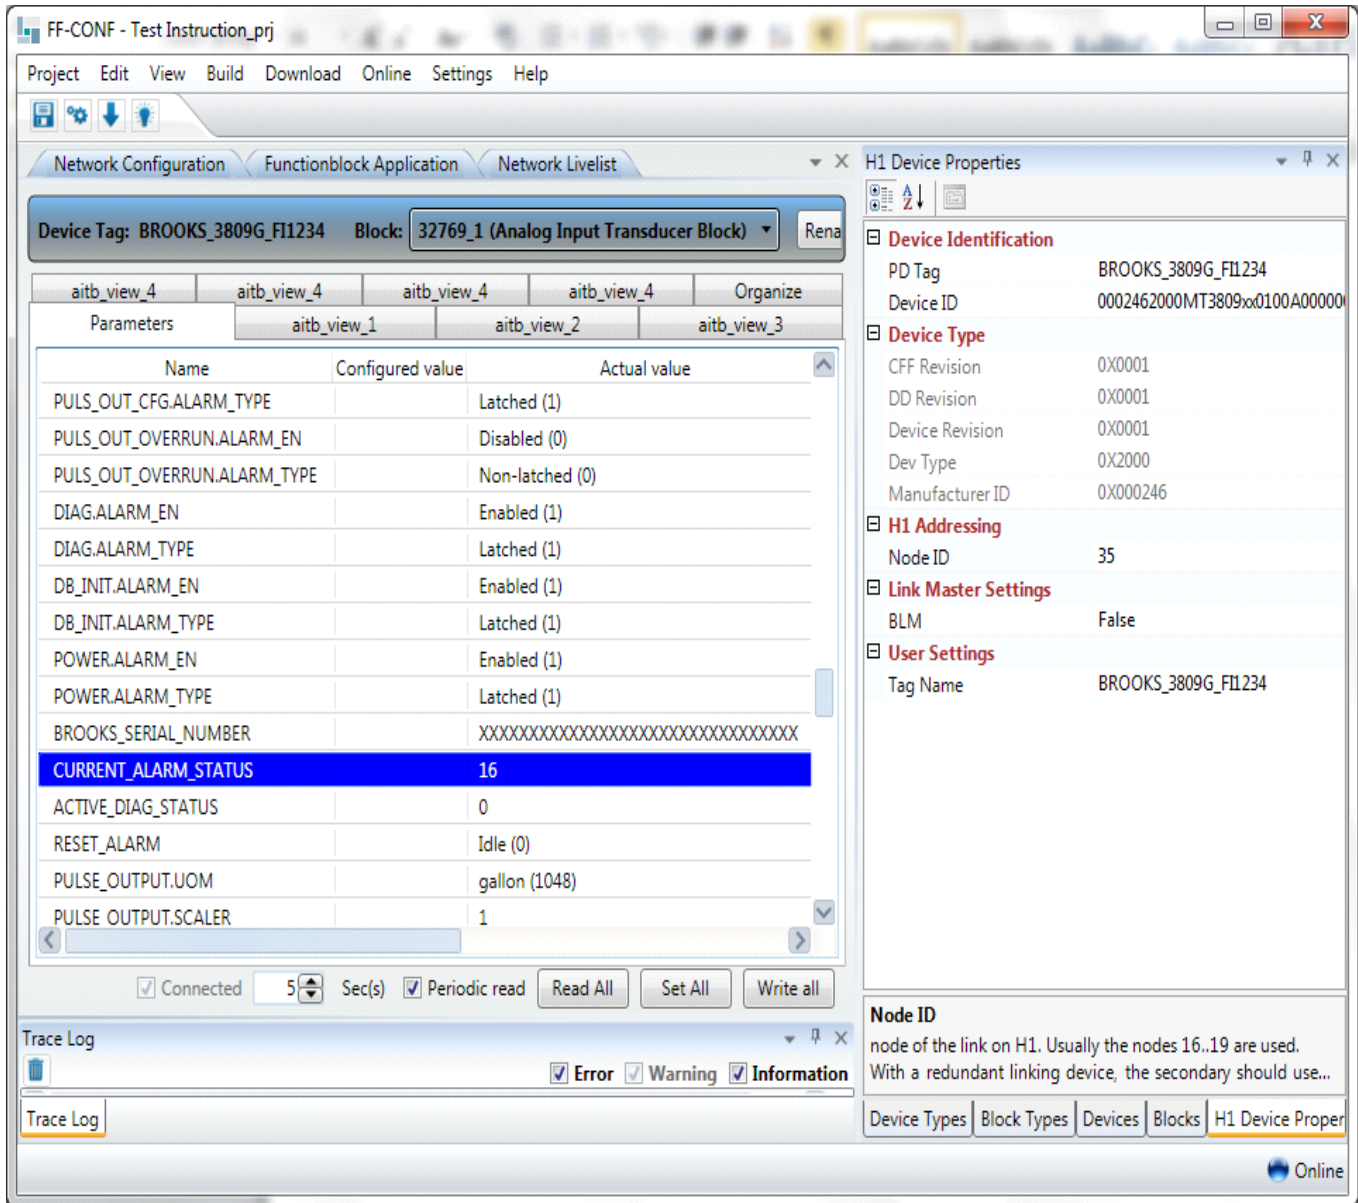 FF-CONF - Test Instruction_prj
Project Edit View Build Download Online Settings Help
Network Configuration Functionblock Application Network Livelist
Device Tag: BROOKS_3809G_FI1234 Block: 32769_1 (Analog Input Transducer Block) Rena
aitb_view_4 aitb_view_4 aitb_view_4 aitb_view_4 Organize
Parameters aitb_view_1 aitb_view_2 aitb_view_3
Name Configured value Actual value
PULS_OUT_CFG.ALARM_TYPE Latched (1)
PULS_OUT_OVERRUN.ALARM_EN Disabled (0)
PULS_OUT_OVERRUN.ALARM_TYPE Non-latched (0)
DIAG.ALARM_EN Enabled (1)
DIAG.ALARM_TYPE Latched (1)
DB_INIT.ALARM_EN Enabled (1)
DB_INIT.ALARM_TYPE Latched (1)
POWER.ALARM_EN Enabled (1)
POWER.ALARM_TYPE Latched (1)
BROOKS_SERIAL_NUMBER XXXXXXXXXXXXXXXXXXXXXXXXXXXXXXXX
CURRENT_ALARM_STATUS 16
ACTIVE_DIAG_STATUS 0
RESET_ALARM Idle (0)
PULSE_OUTPUT.UOM gallon (1048)
PULSE_OUTPUT.SCALER 1
Connected 5 Sec(s) Periodic read Read All Set All Write all
Trace Log
Error Warning Information
Trace Log
H1 Device Properties
Device Identification
PD Tag BROOKS_3809G_FI1234
Device ID 0002462000MT3809xx0100A000000
Device Type
CFF Revision 0X0001
DD Revision 0X0001
Device Revision 0X0001
Dev Type 0X2000
Manufacturer ID 0X000246
H1 Addressing
Node ID 35
Link Master Settings
BLM False
User Settings
Tag Name BROOKS_3809G_FI1234
Node ID
node of the link on H1. Usually the nodes 16..19 are used.
With a redundant linking device, the secondary should use...
Device Types Block Types Devices Blocks H1 Device Proper
Online